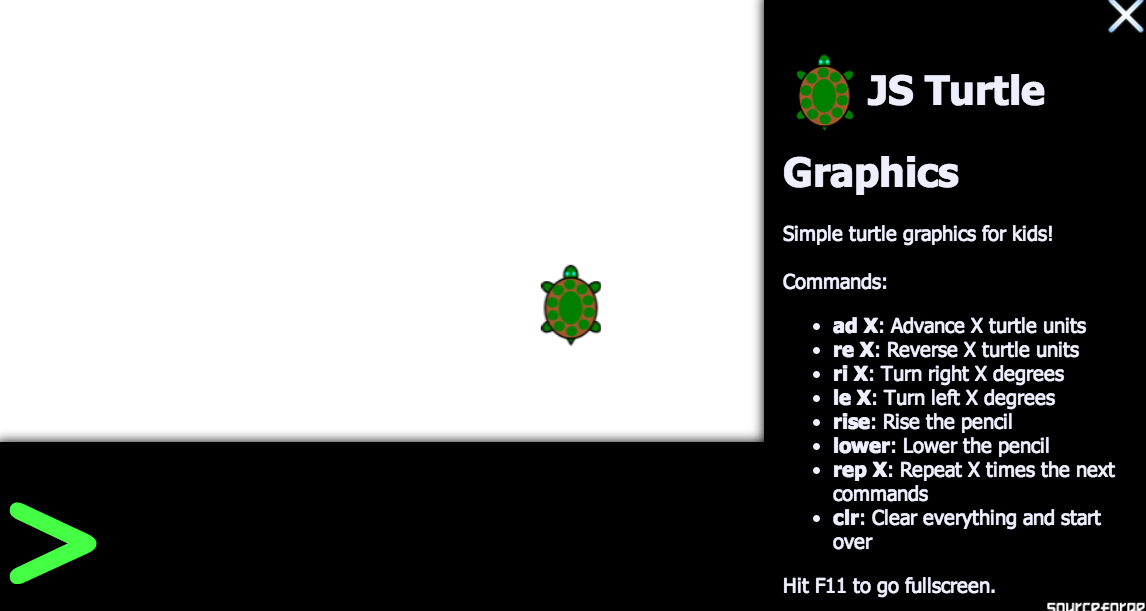 JS Turtle
Graphics
Simple turtle graphics for kids!
Commands:
• ad X: Advance X turtle units
• re X: Reverse X turtle units
• ri X: Turn right X degrees
• le X: Turn left X degrees
• rise: Rise the pencil
• lower: Lower the pencil
• rep X: Repeat X times the next
commands
• clr: Clear everything and start
over
Hit F11 to go fullscreen.
sourceforge
>